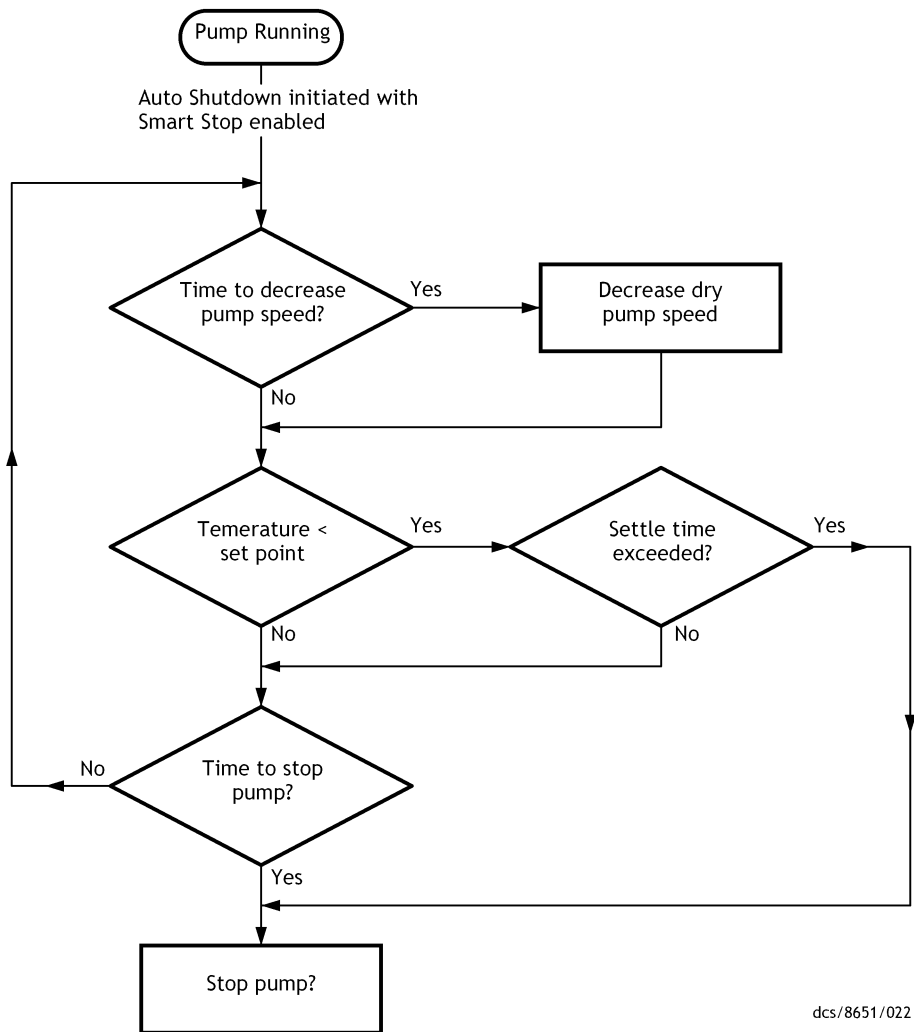 Pump Running
Auto Shutdown initiated with
Smart Stop enabled
Time to decrease
pump speed?
Yes
Decrease dry
pump speed
No
Temerature <
set point
Yes
Settle time
exceeded?
Yes
No
No
No
Time to stop
pump?
Yes
Stop pump?
dcs/8651/022